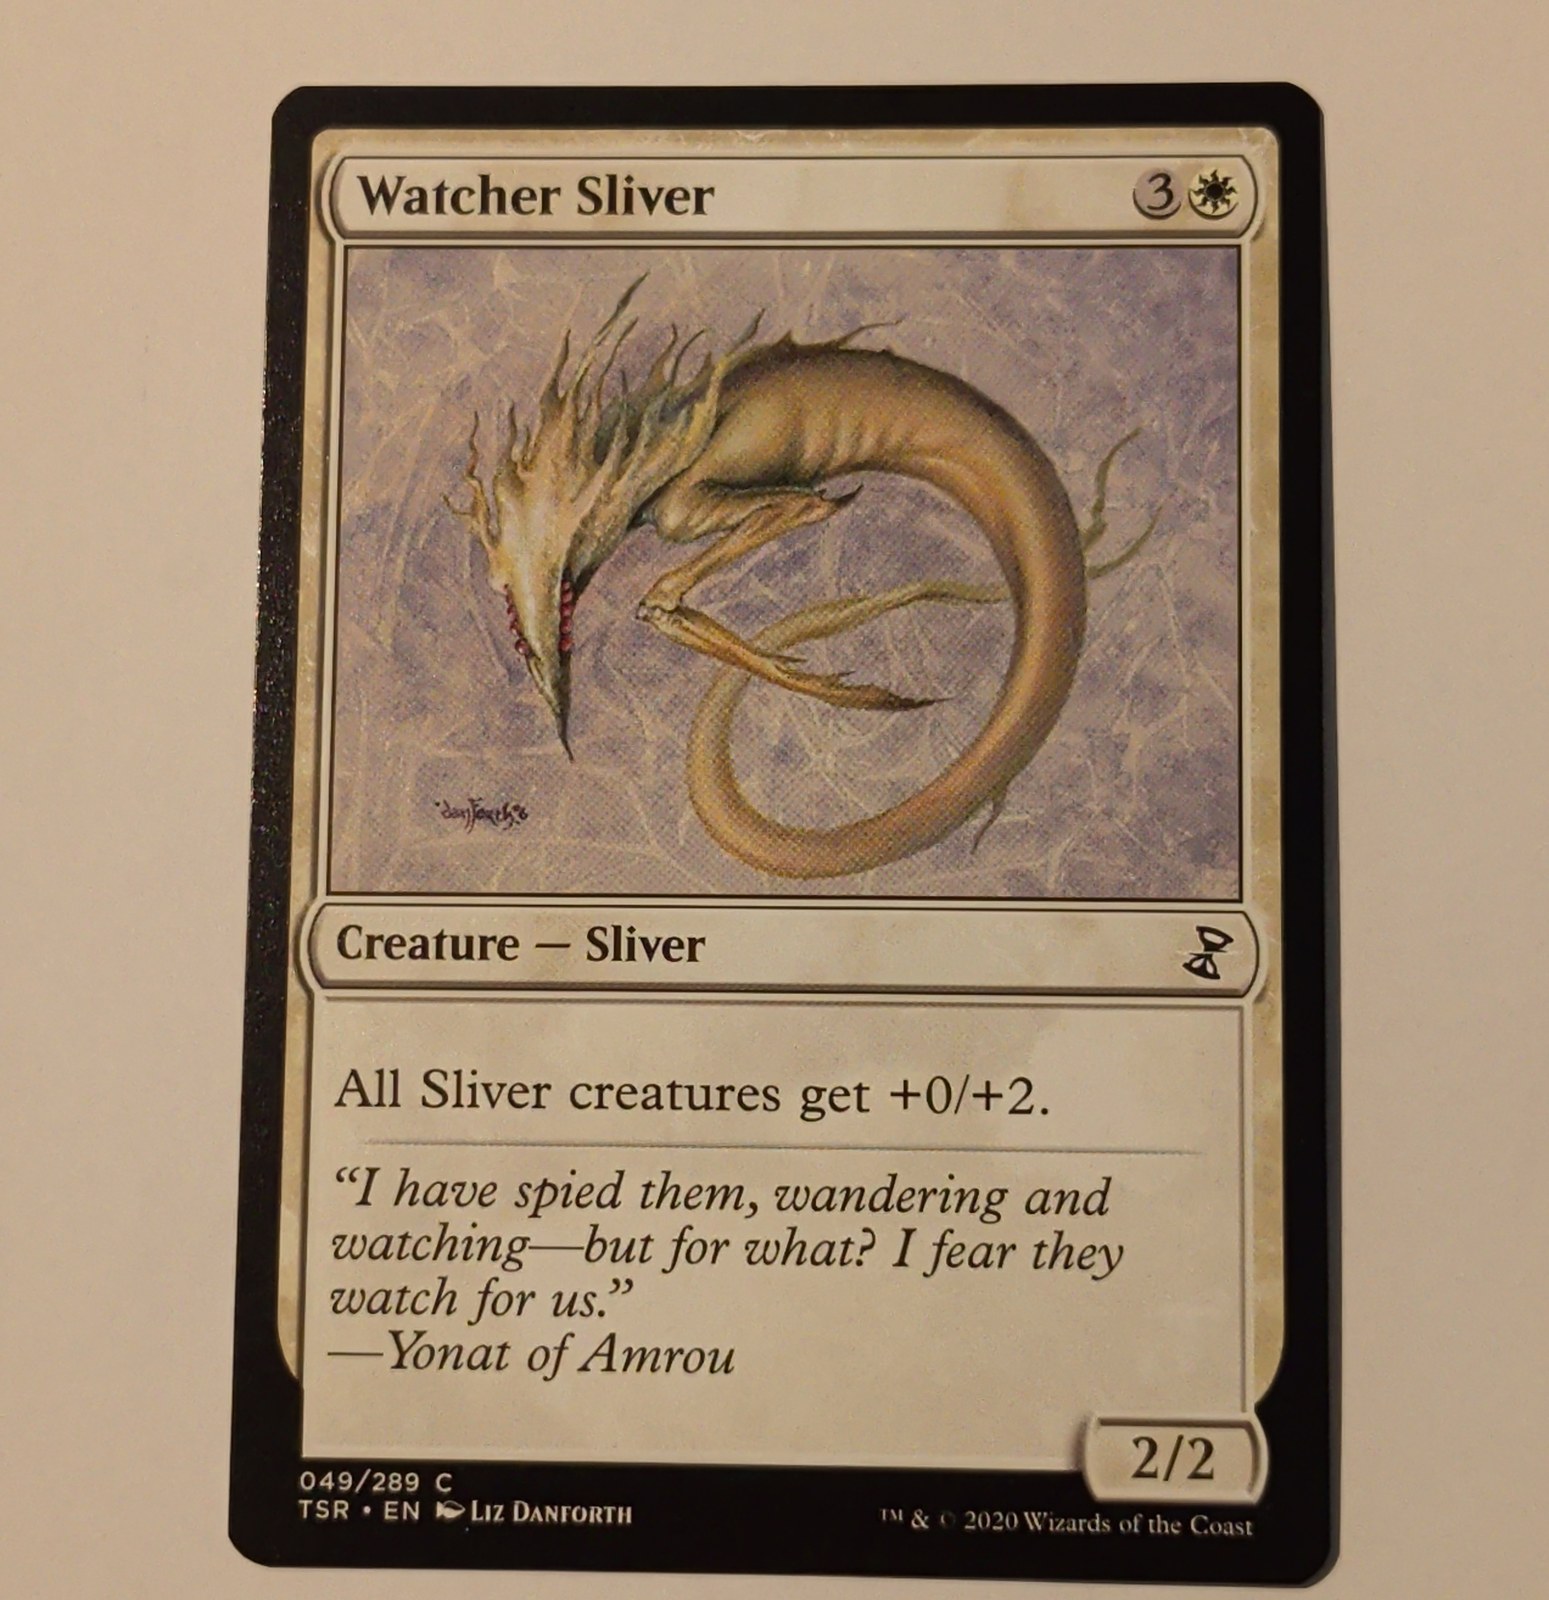 Watcher Sliver 3
danforth
Creature — Sliver
All Sliver creatures get +0/+2.
“I have spied them, wandering and
watching—but for what? I fear they
watch for us.”
—Yonat of Amrou
2/2
049/289 C
TSR • EN Liz Danforth
™ & © 2020 Wizards of the Coast